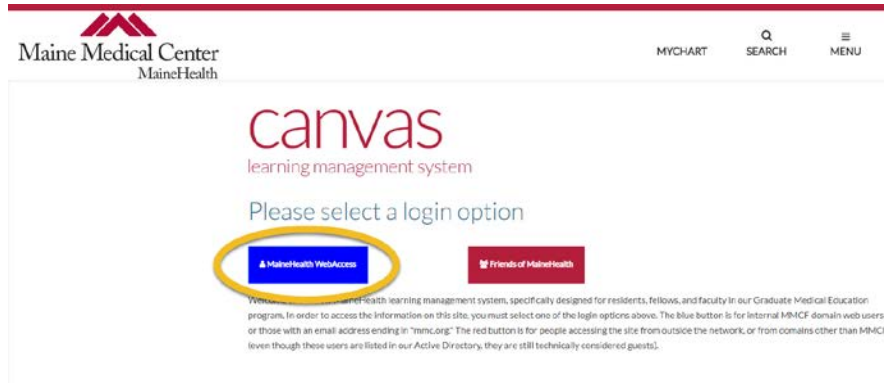 Maine Medical Center
MaineHealth
MYCHART
SEARCH
MENU
canvas
learning management system
Please select a login option
MaineHealth WebAccess
Friends of MaineHealth
Welcome MaineHealth learning management system, specifically designed for residents, fellows, and faculty in our Graduate Medical Education
program. In order to access the information on this site, you must select one of the login options above. The blue button is for internal MMCF domain web users
or those with an email address ending in "mmc.org." The red button is for people accessing the site from outside the network, or from domains other than MMCF
(even though these users are listed in our Active Directory, they are still technically considered guests).